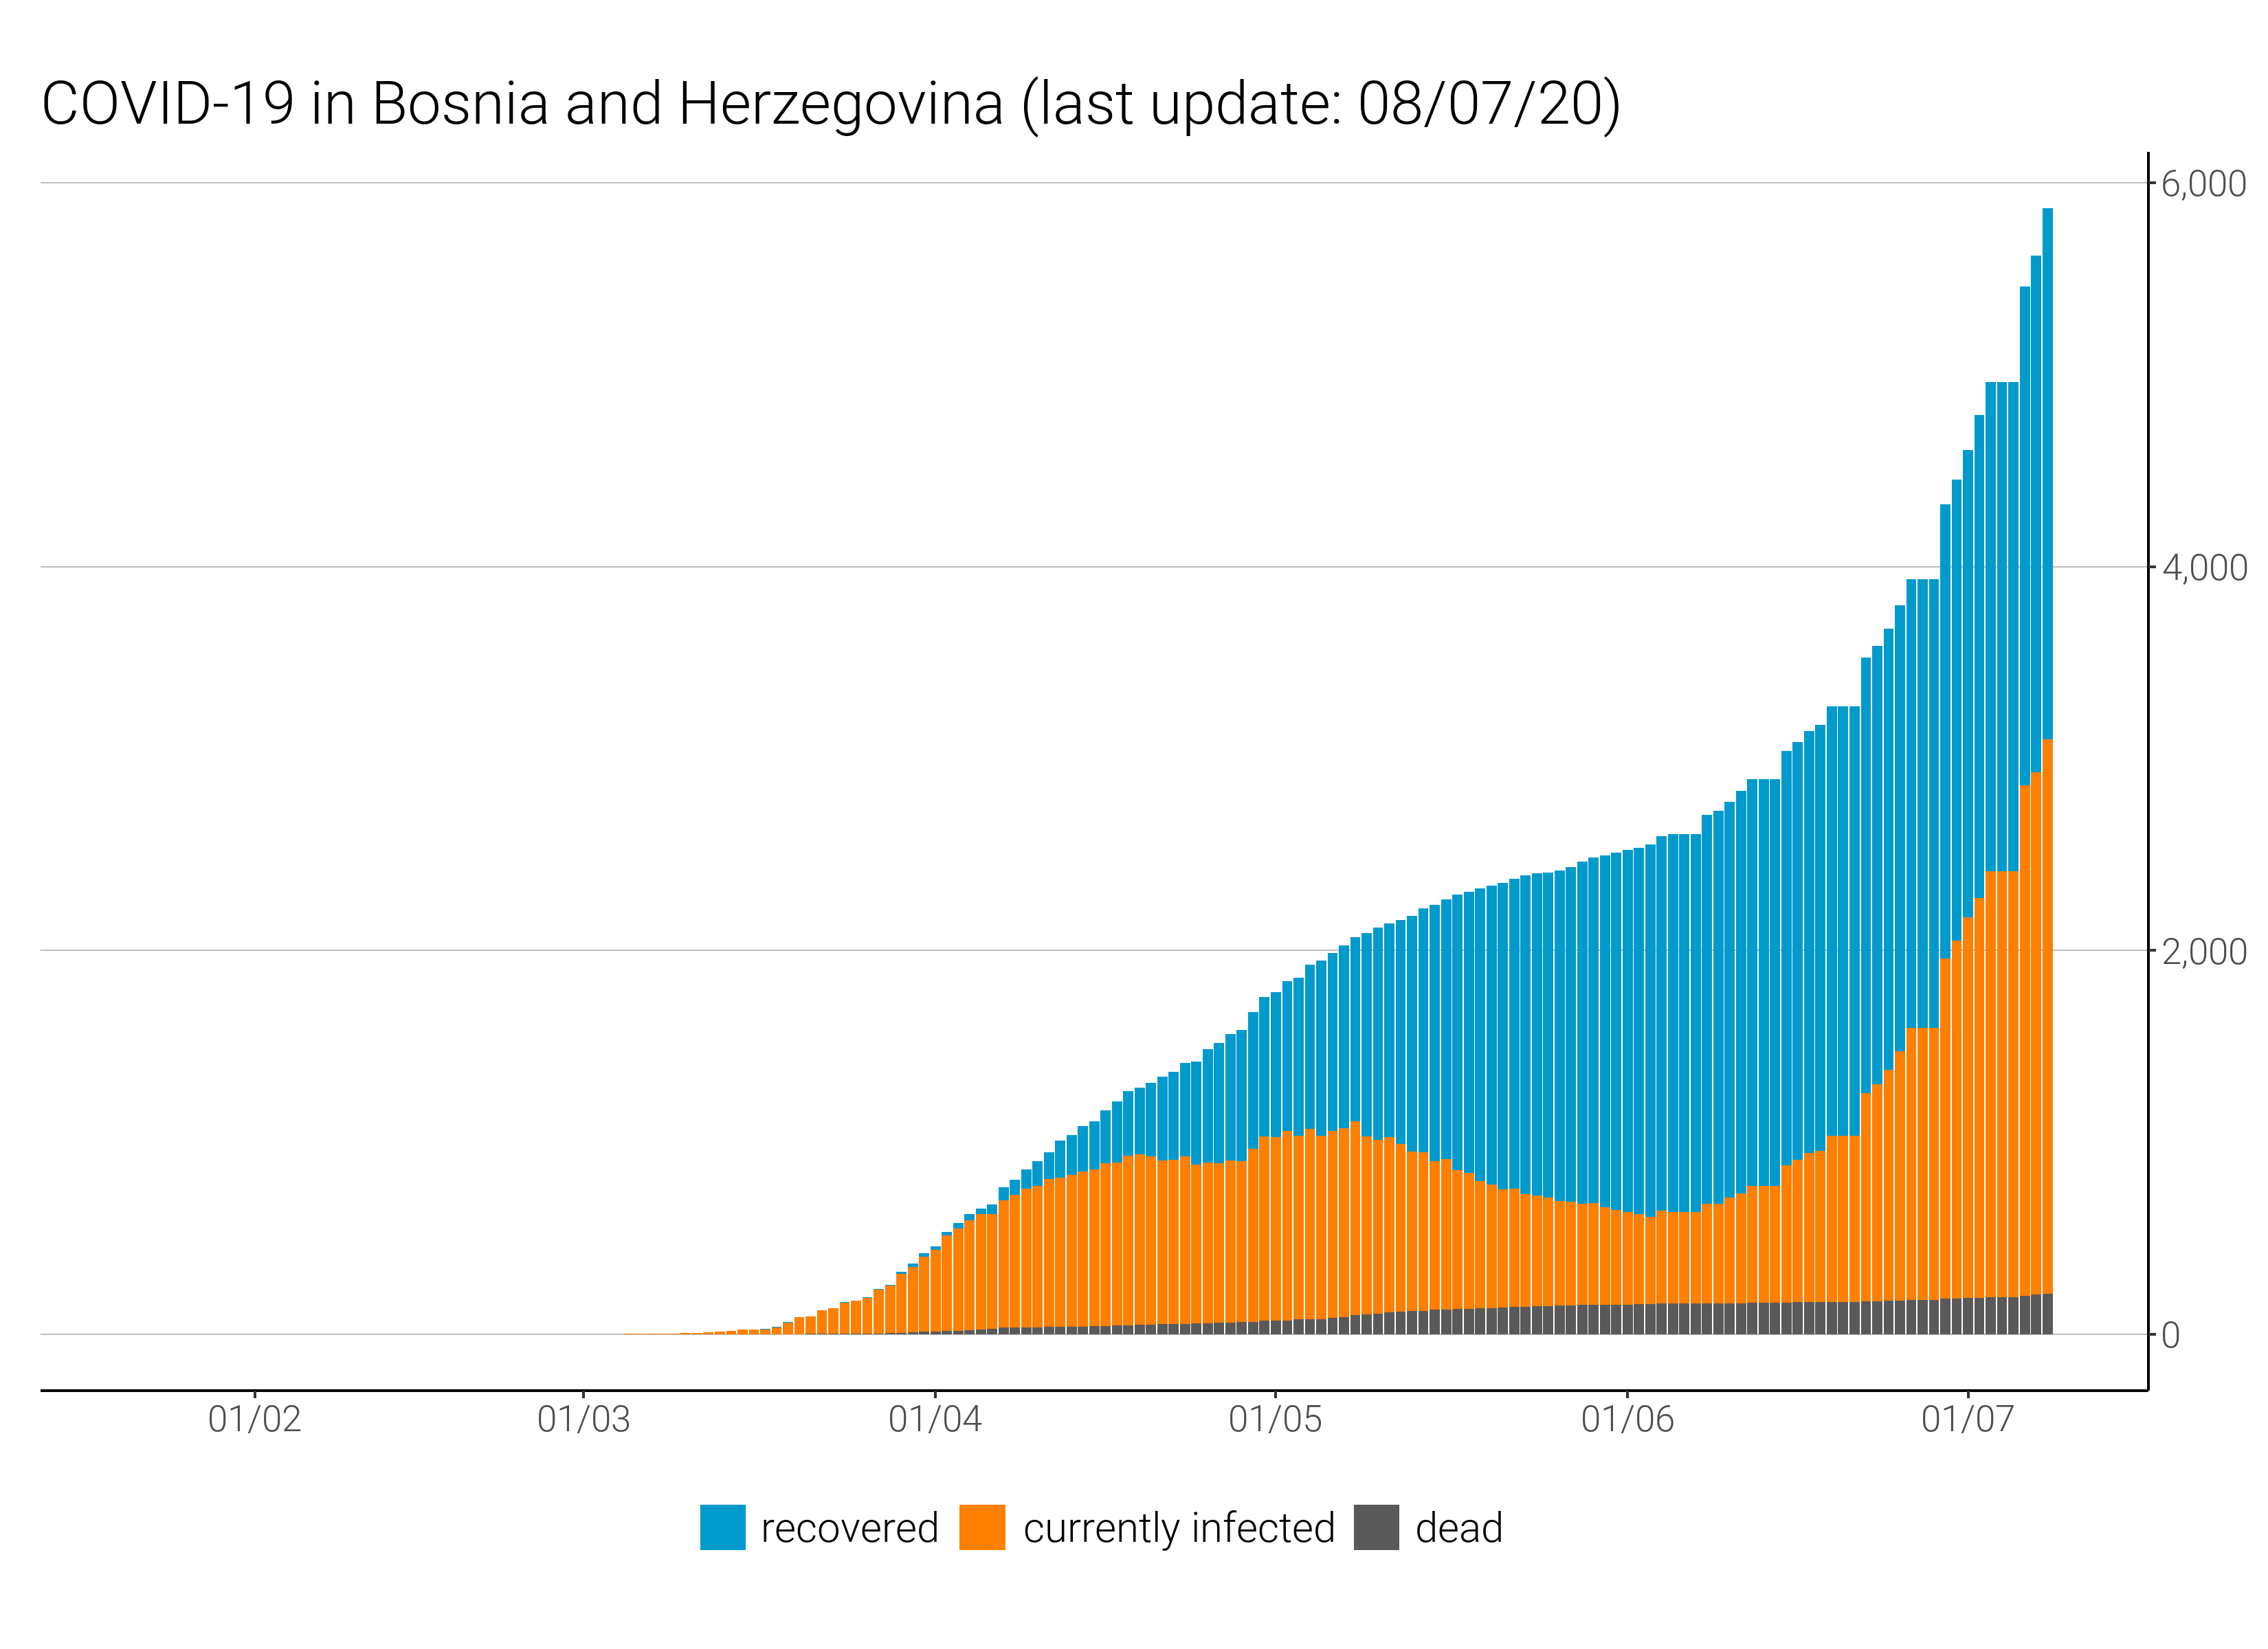 COVID-19 in Bosnia and Herzegovina (last update: 08/07/20)
6,000
4,000
2,000
0
01/02 01/03 01/04 01/05 01/06 01/07
recovered currently infected dead